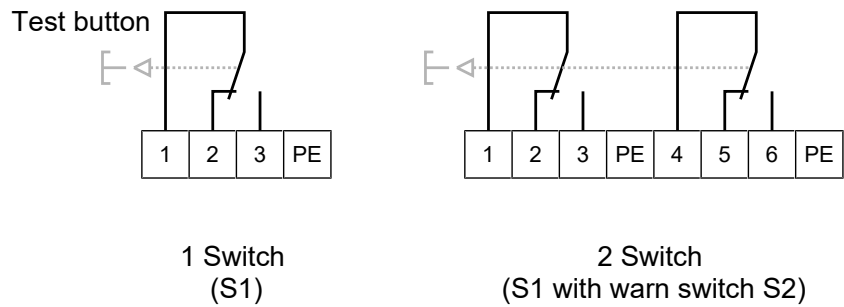 Test button
1 2 3 PE
1 2 3 PE 4 5 6 PE
1 Switch
(S1)
2 Switch
(S1 with warn switch S2)